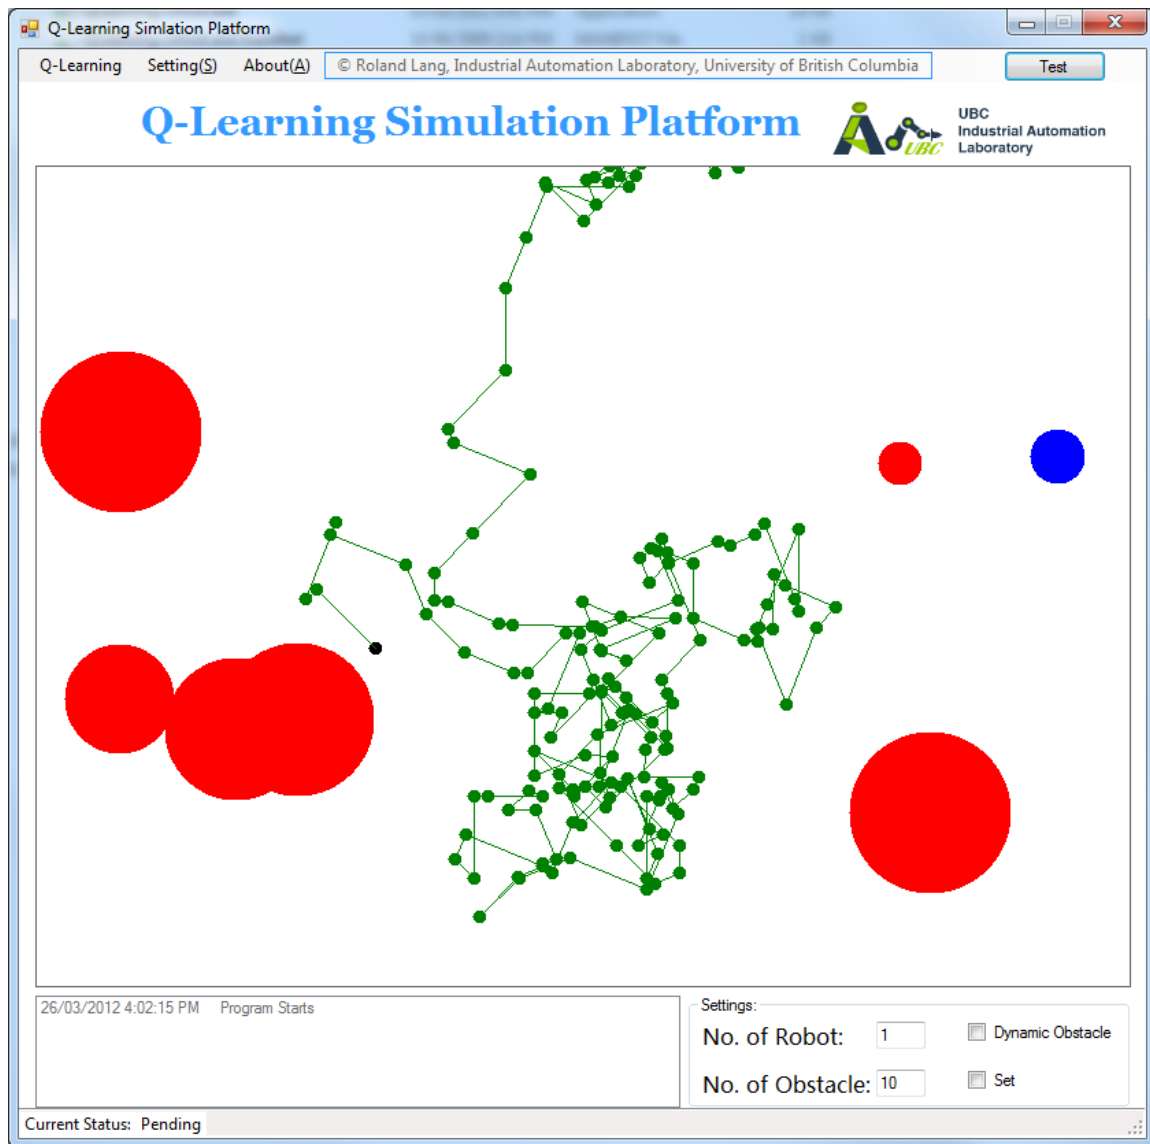 Q-Learning Simlation Platform
Q-Learning Setting(S) About(A) © Roland Lang, Industrial Automation Laboratory, University of British Columbia Test
Q-Learning Simulation Platform
UBC
UBC
Industrial Automation
Laboratory
26/03/2012 4:02:15 PM Program Starts
Settings:
No. of Robot: 1 Dynamic Obstacle
No. of Obstacle: 10 Set
Current Status: Pending